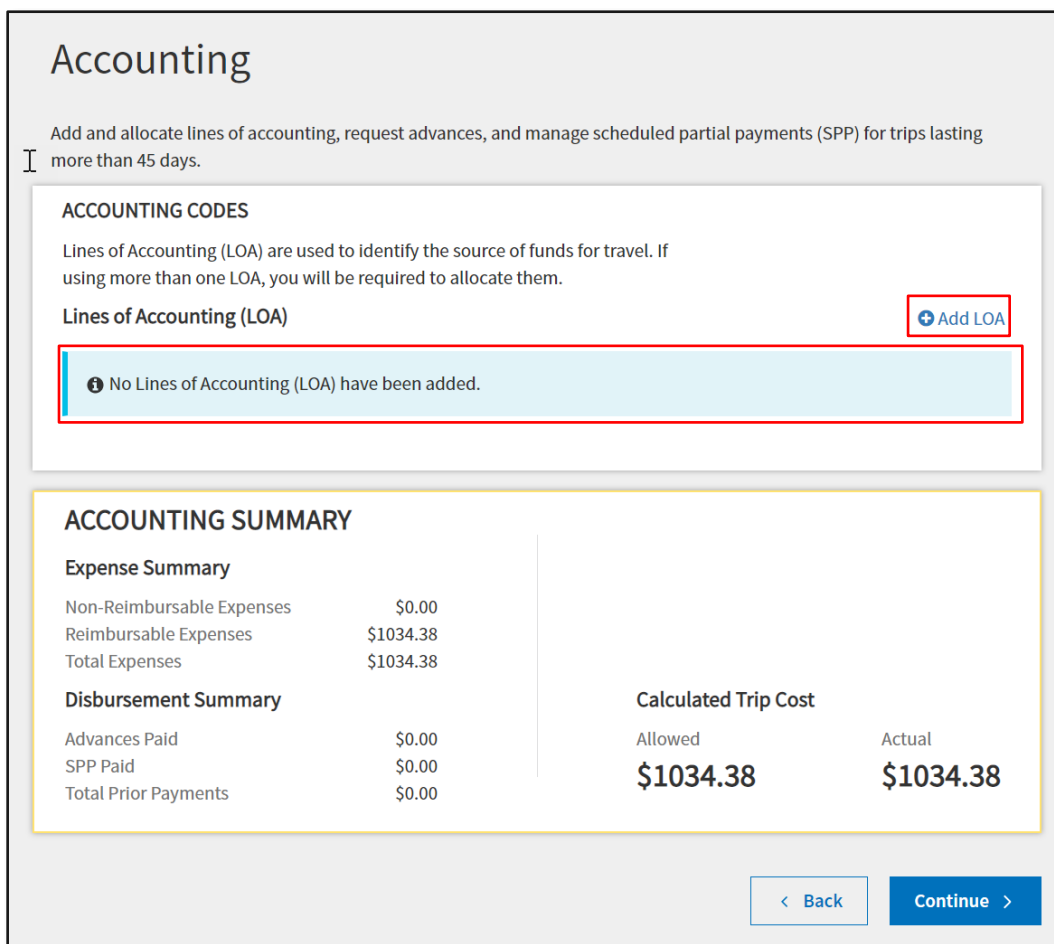 Accounting
Add and allocate lines of accounting, request advances, and manage scheduled partial payments (SPP) for trips lasting
more than 45 days.
ACCOUNTING CODES
Lines of Accounting (LOA) are used to identify the source of funds for travel. If
using more than one LOA, you will be required to allocate them.
Lines of Accounting (LOA)
Add LOA
No Lines of Accounting (LOA) have been added.
ACCOUNTING SUMMARY
Expense Summary
Non-Reimbursable Expenses $0.00
Reimbursable Expenses $1034.38
Total Expenses $1034.38
Disbursement Summary
Advances Paid $0.00
SPP Paid $0.00
Total Prior Payments $0.00
Calculated Trip Cost
Allowed Actual
$1034.38 $1034.38
Back
Continue